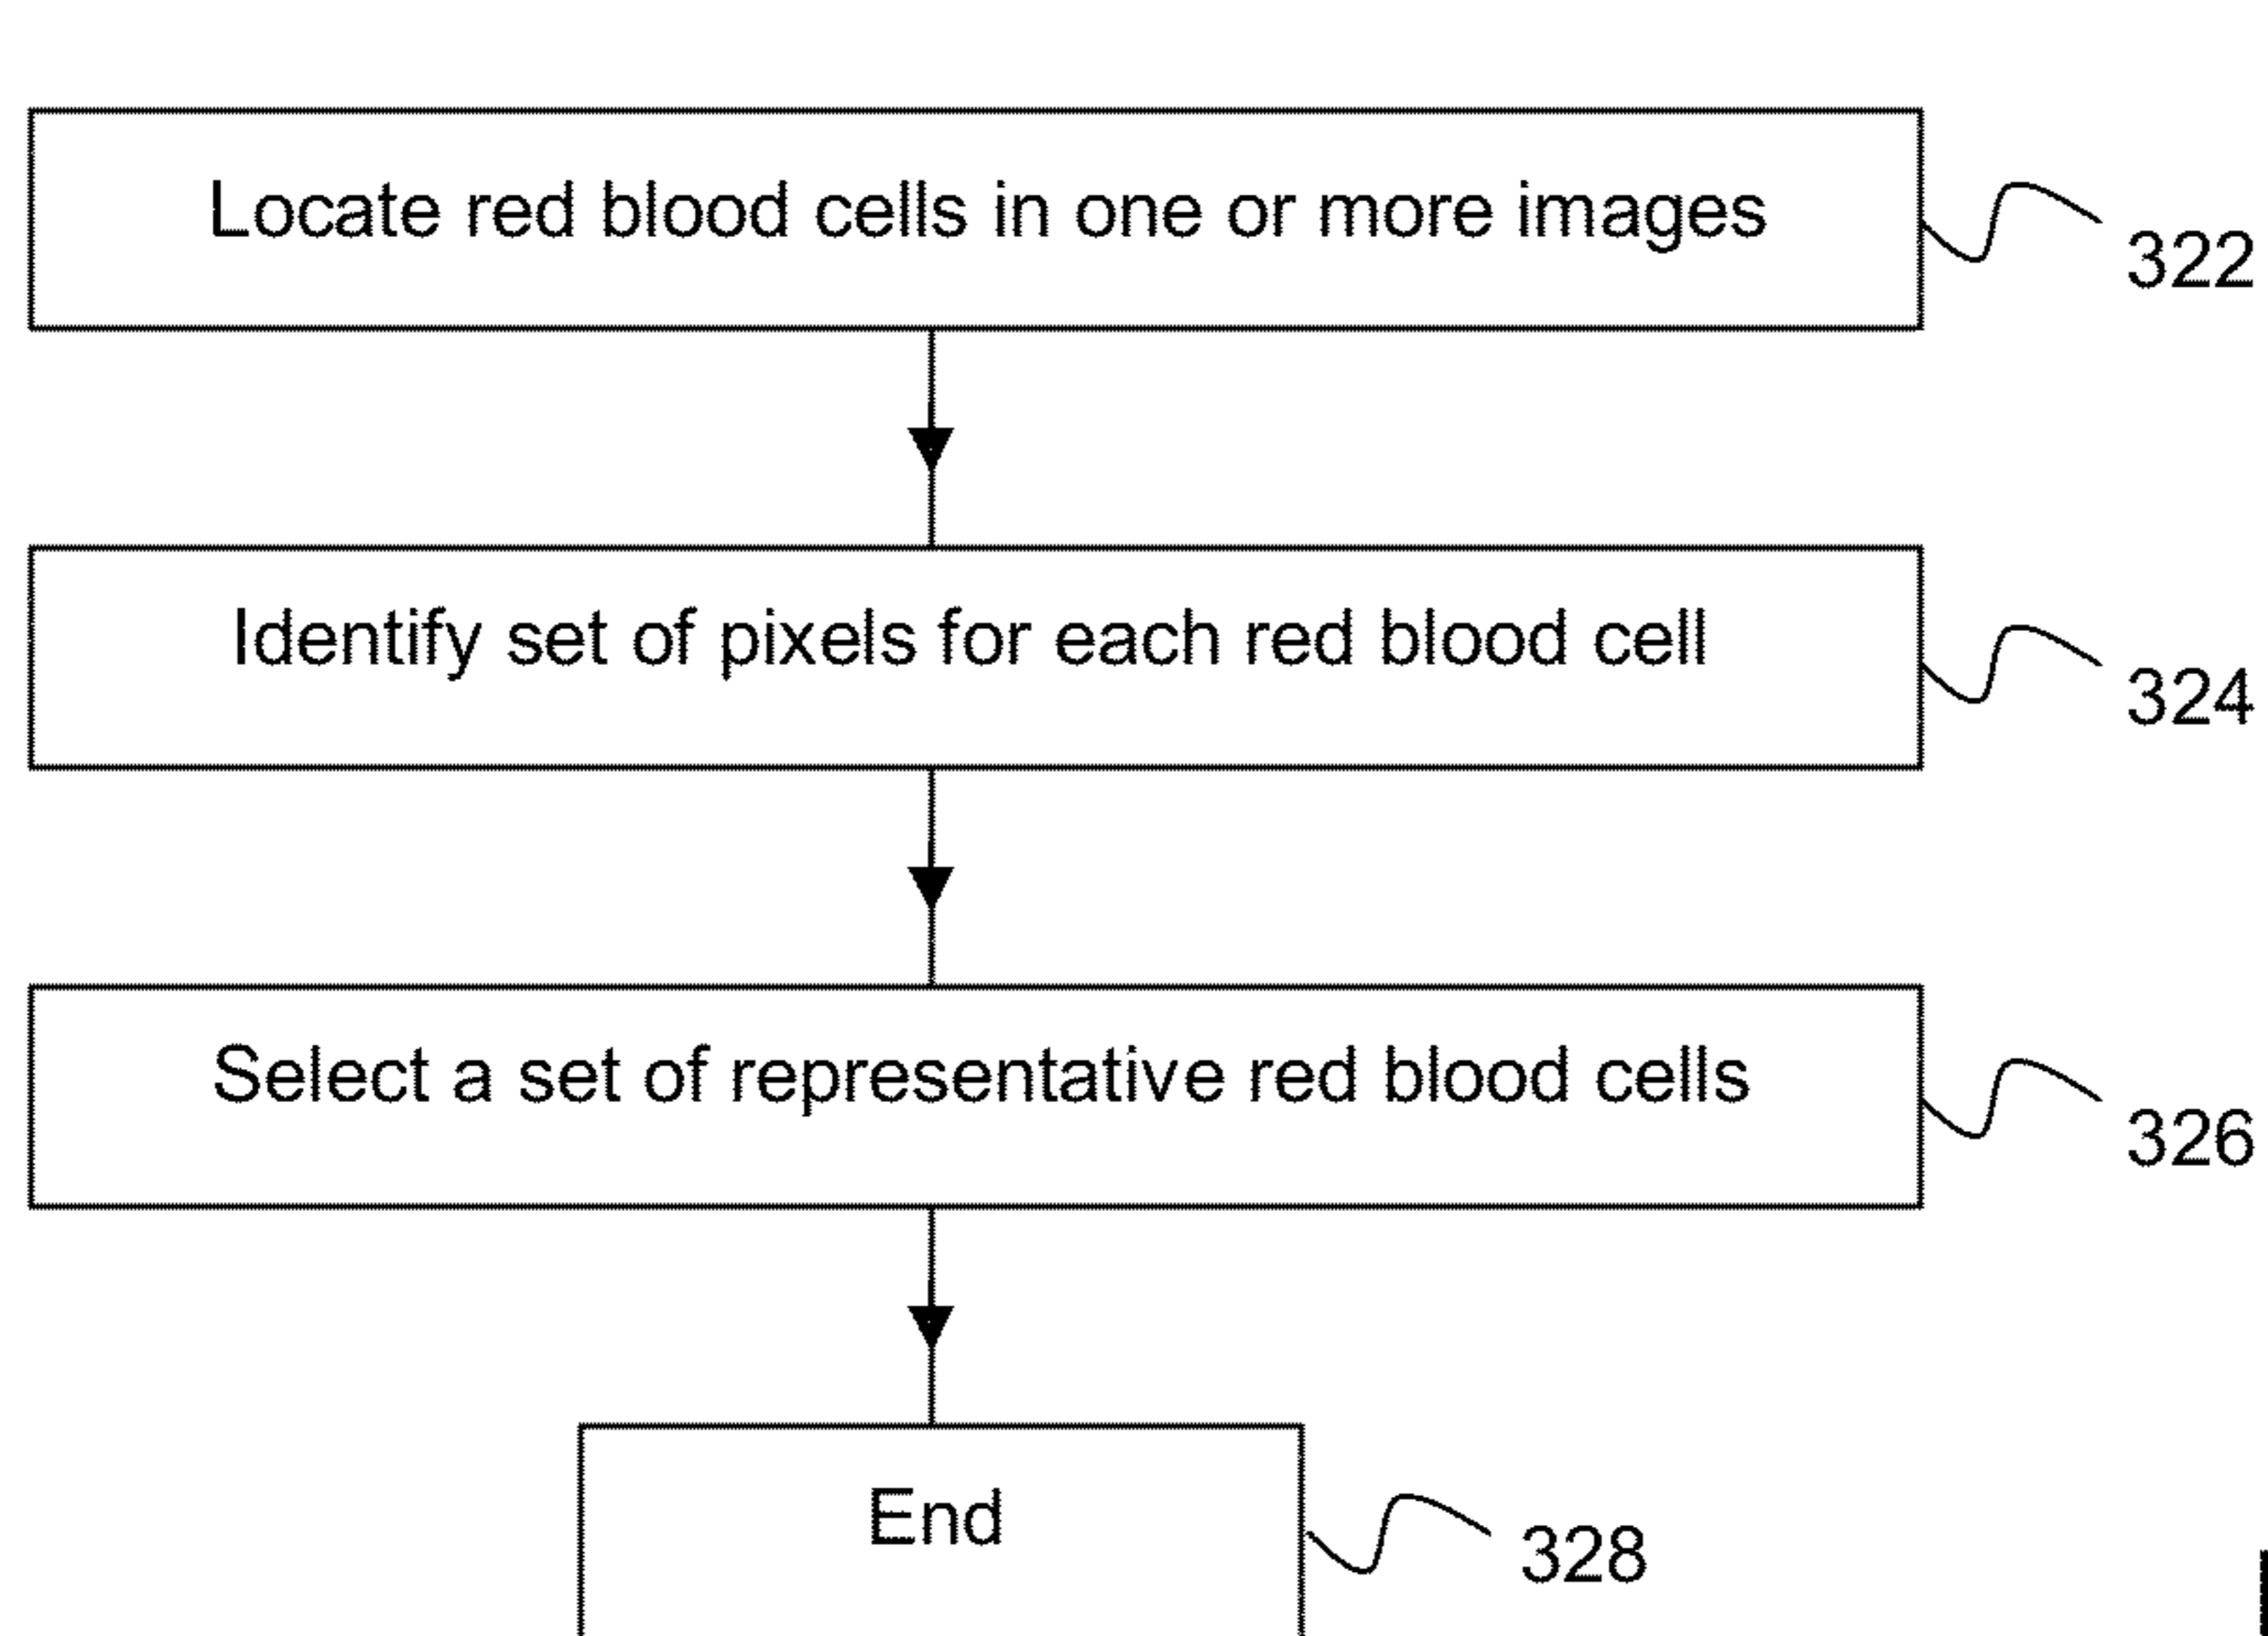 Locate red blood cells in one or more images
322
Identify set of pixels for each red blood cell
324
Select a set of representative red blood cells
326
End
328